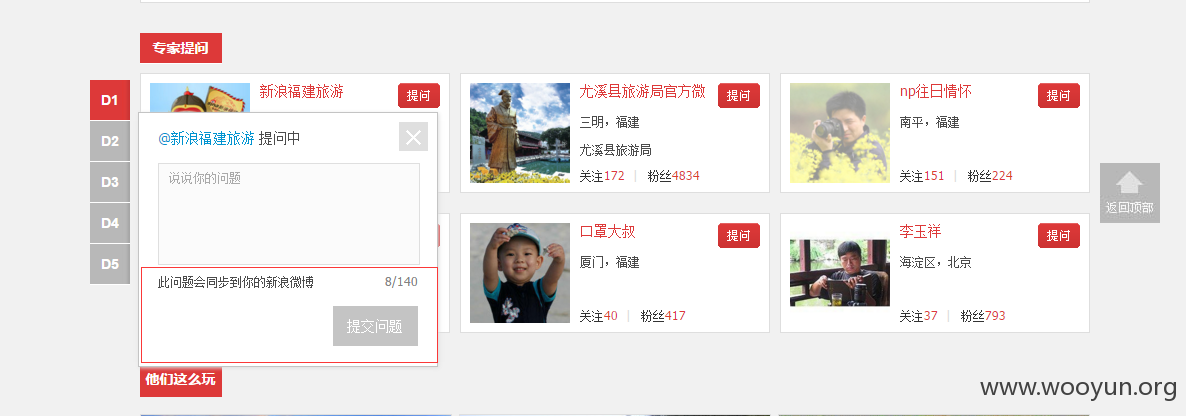 专家提问
D1
D2
D3
D4
D5
新浪福建旅游
提问
@新浪福建旅游 提问中
说说你的问题
此问题会同步到你的新浪微博
8/140
提交问题
尤溪县旅游局官方微
提问
三明，福建
尤溪县旅游局
关注172 | 粉丝4834
np往日情怀
提问
南平，福建
关注151 | 粉丝224
口罩大叔
提问
厦门，福建
关注40 | 粉丝417
李玉祥
提问
海淀区，北京
关注37 | 粉丝793
返回顶部
他们这么玩
www.wooyun.org